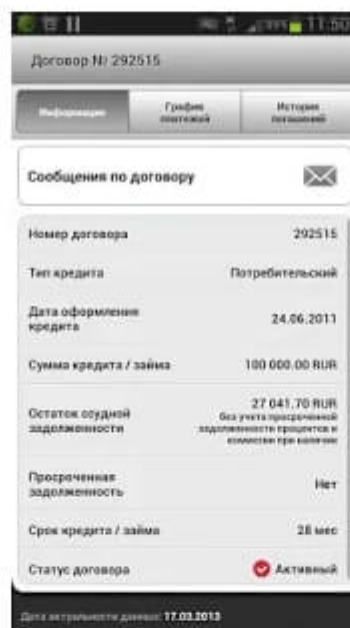 11:50
Договор № 292515
Информация
График
платежей
История
погашений
Сообщения по договору
Номер договора 292515
Тип кредита Потребительский
Дата оформления
кредита
24.06.2011
Сумма кредита / займа 100 000.00 RUR
Остаток ссудной
задолженности
27 041.70 RUR
без учета просроченной
задолженности процентов и
комиссии при наличии
Просроченная
задолженность
Нет
Срок кредита / займа 28 мес
Статус договора Активный
Дата актуальности данных: 17.03.2013